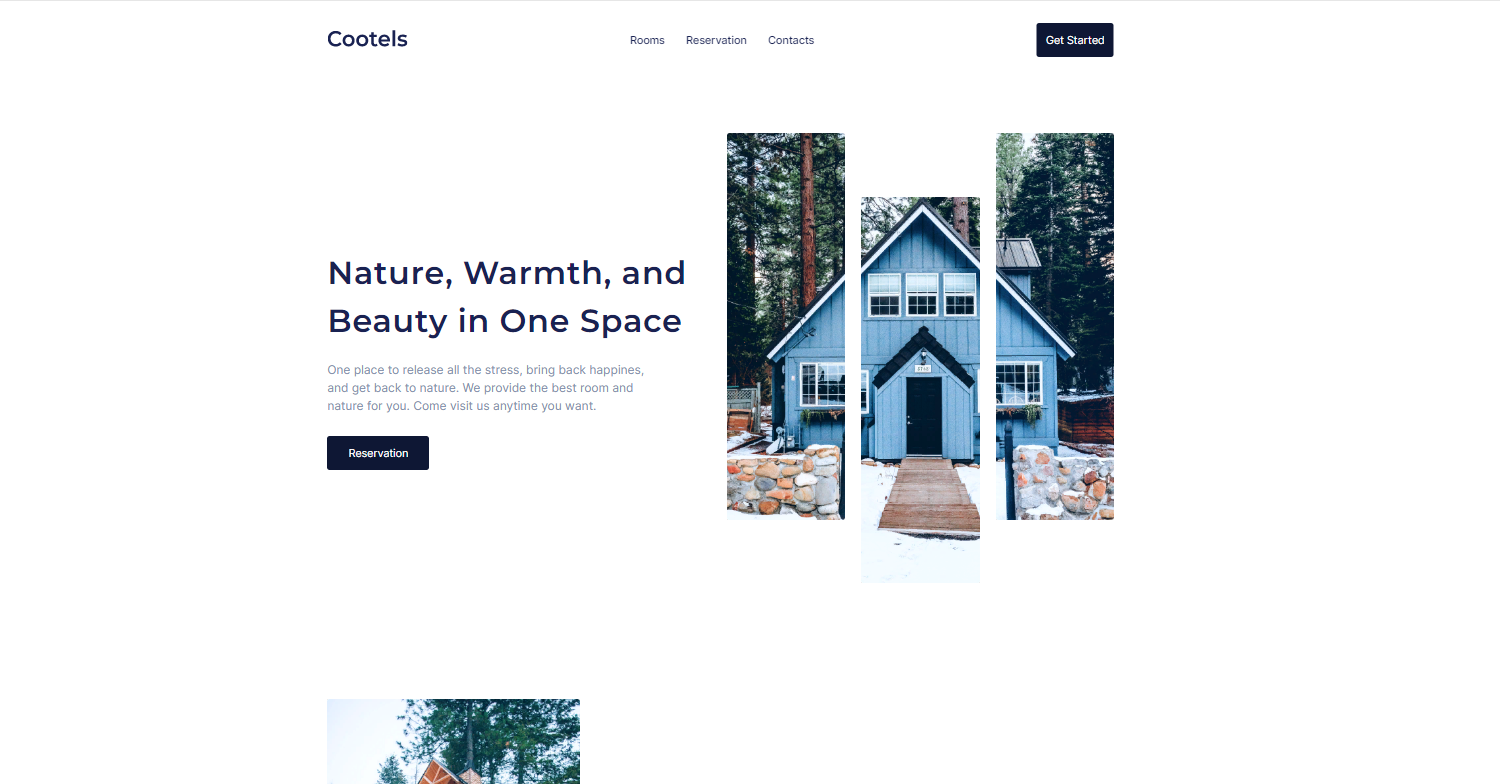 Cootels
Rooms
Reservation
Contacts
Get Started
Nature, Warmth, and
Beauty in One Space
One place to release all the stress, bring back happines,
and get back to nature. We provide the best room and
nature for you. Come visit us anytime you want.
Reservation